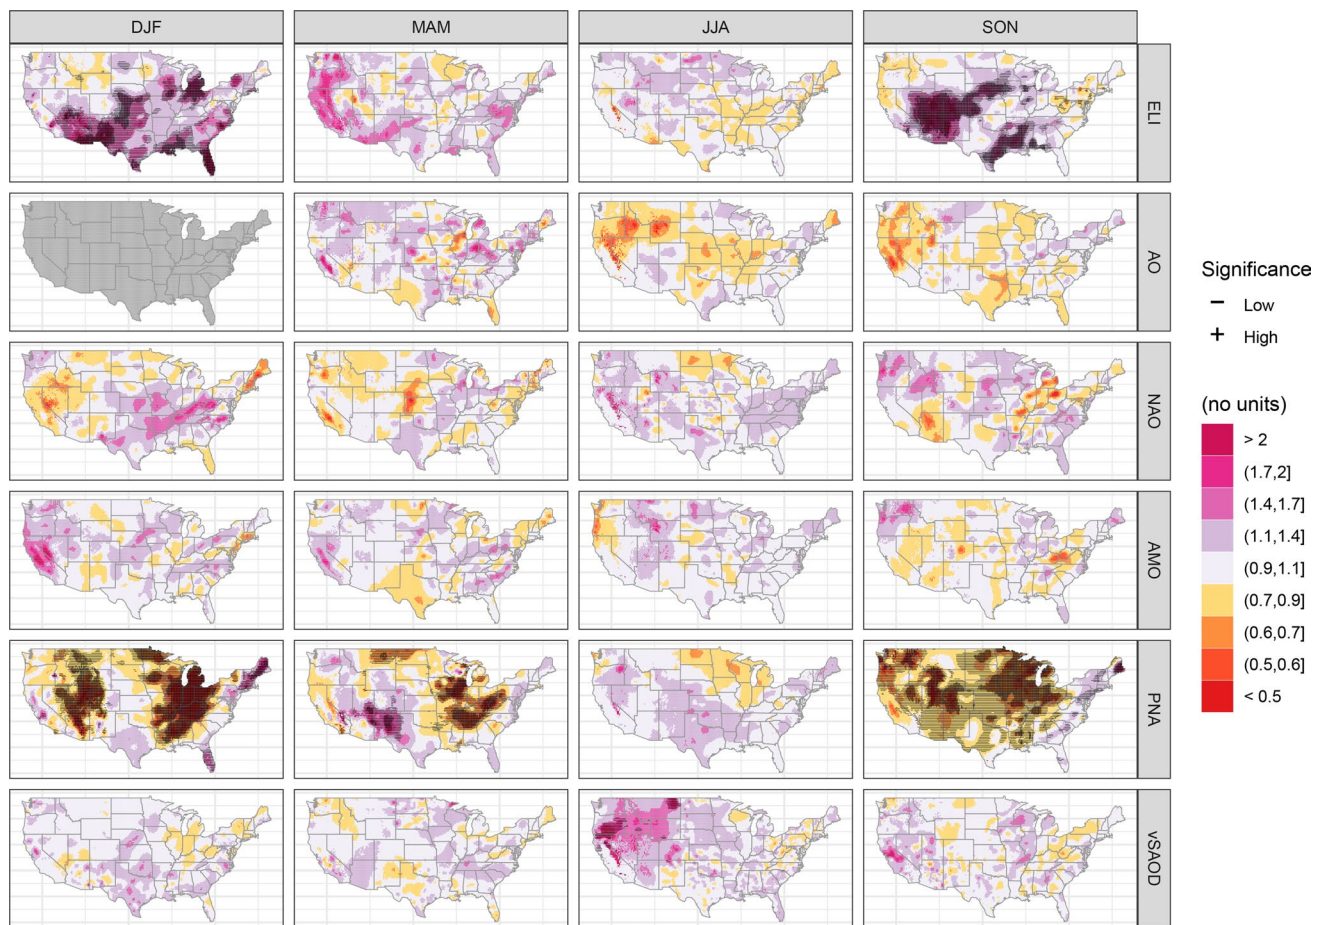 DJF
MAM
JJA
SON
ELI
AO
NAO
AMO
PNA
vSAOD
Significance
− Low
+ High
(no units)
> 2
(1.7,2]
(1.4,1.7]
(1.1,1.4]
(0.9,1.1]
(0.7,0.9]
(0.6,0.7]
(0.5,0.6]
< 0.5